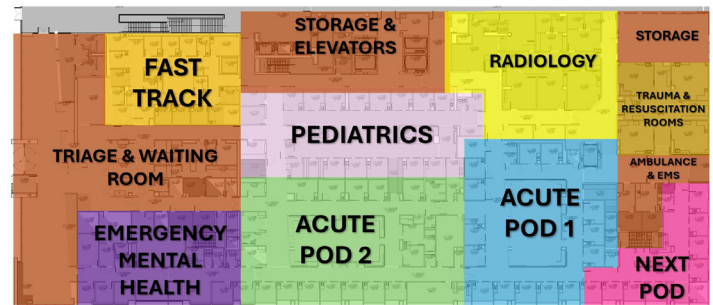 FAST
TRACK
STORAGE &
ELEVATORS
RADIOLOGY
STORAGE
TRAUMA &
RESUSCITATION
ROOMS
PEDIATRICS
TRIAGE & WAITING
ROOM
AMBULANCE
& EMS
ACUTE
POD 1
ACUTE
POD 2
EMERGENCY
MENTAL
HEALTH
NEXT
POD